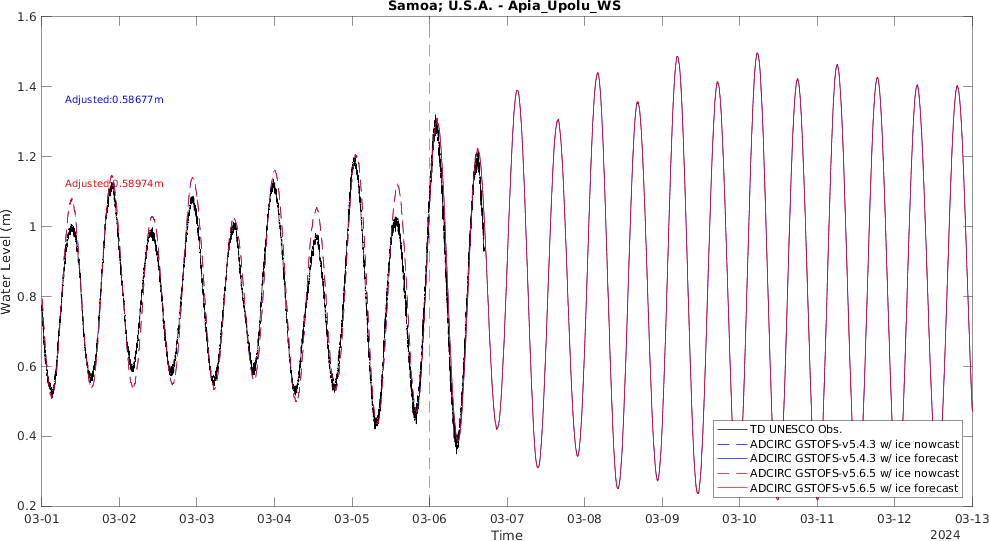 Samoa; U.S.A. - Apia_Upolu_WS
1.6
1.4
1.2
1
0.8
0.6
0.4
0.2
Water Level (m)
Adjusted:0.58677m
Adjusted:0.58974m
TD UNESCO Obs.
ADCIRC GSTOFS-v5.4.3 w/ ice nowcast
ADCIRC GSTOFS-v5.4.3 w/ ice forecast
ADCIRC GSTOFS-v5.6.5 w/ ice nowcast
ADCIRC GSTOFS-v5.6.5 w/ ice forecast
03-01 03-02 03-03 03-04 03-05 03-06 03-07 03-08 03-09 03-10 03-11 03-12 03-13
Time
2024